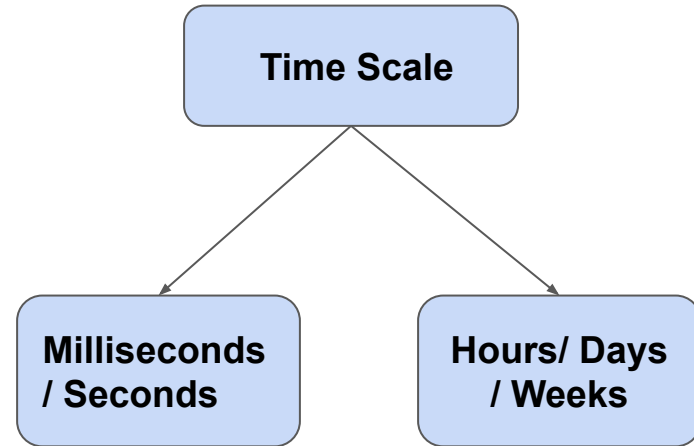 Time Scale
Milliseconds
/ Seconds
Hours/ Days
/ Weeks